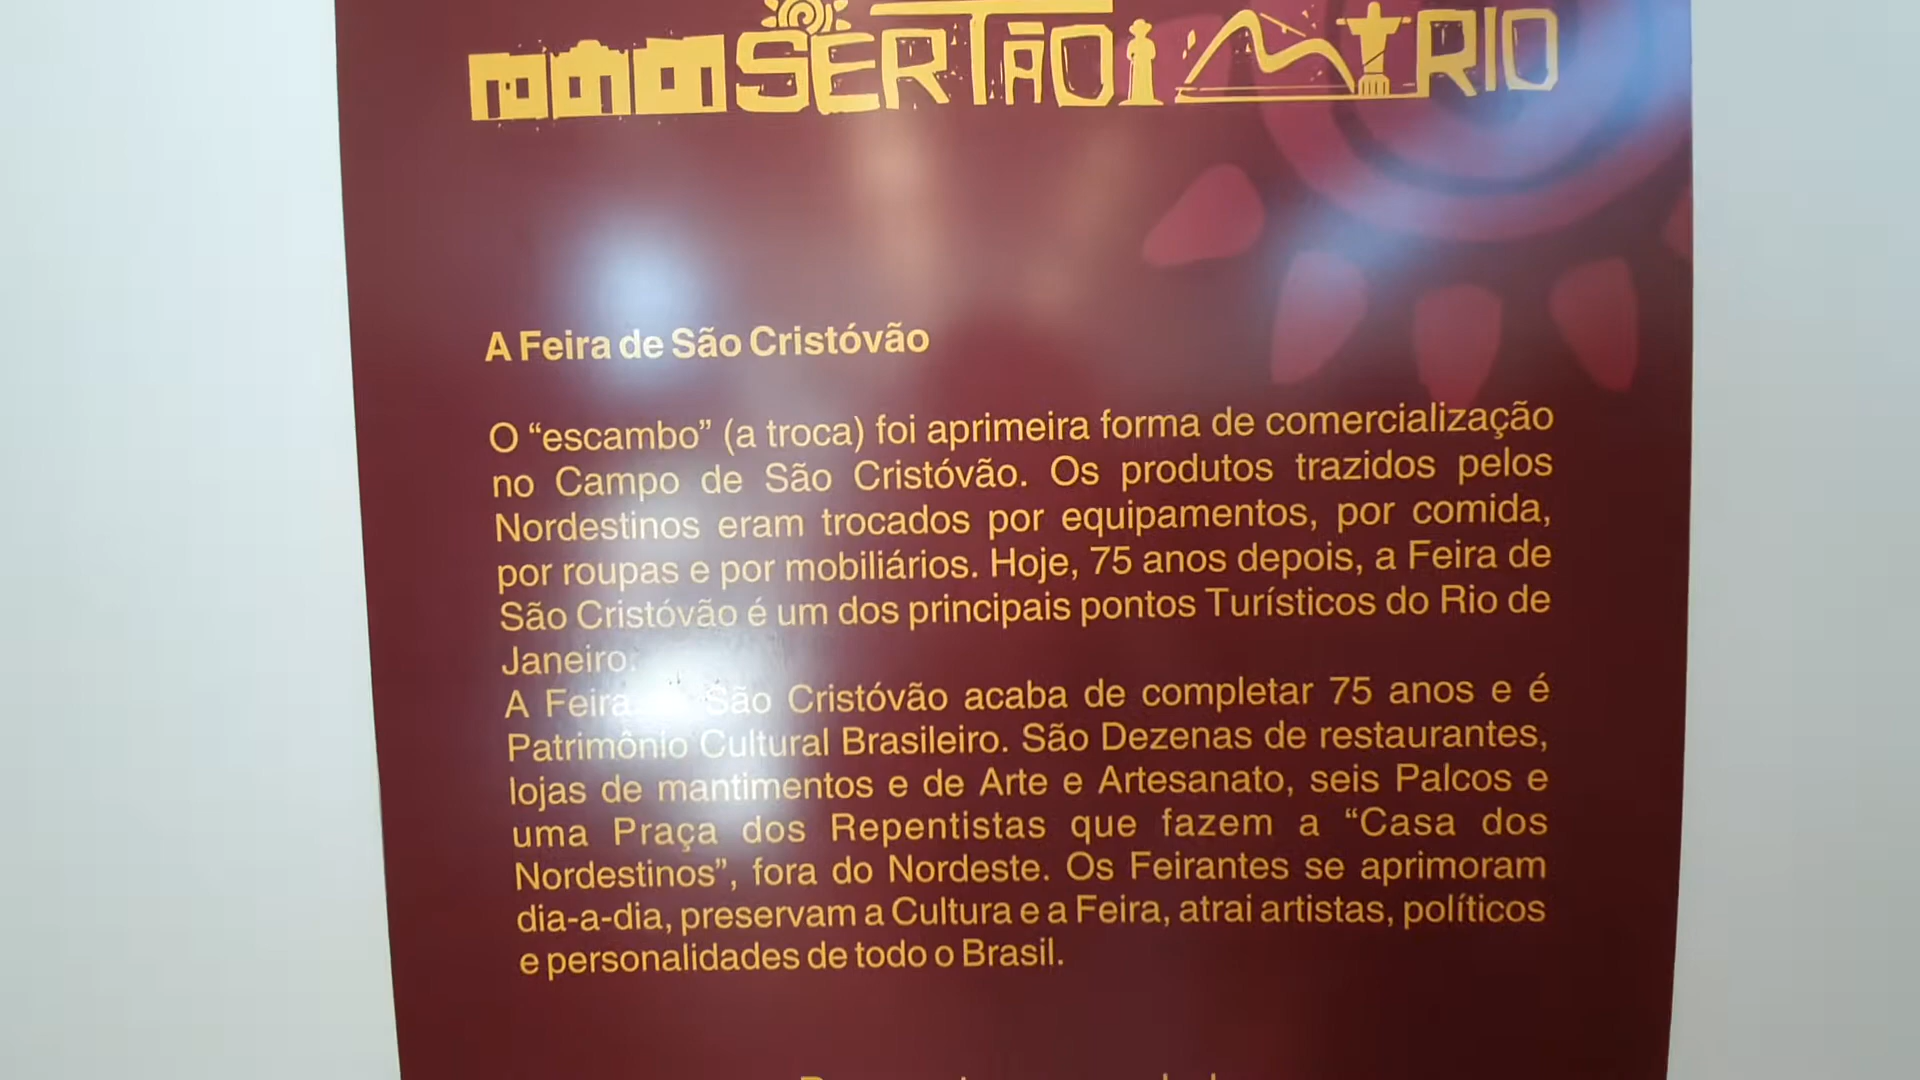 SERTÃO RIO
A Feira de São Cristóvão
O “escambo” (a troca) foi aprimeira forma de comercialização
no Campo de São Cristóvão. Os produtos trazidos pelos
Nordestinos eram trocados por equipamentos, por comida,
por roupas e por mobiliários. Hoje, 75 anos depois, a Feira de
São Cristóvão é um dos principais pontos Turísticos do Rio de
Janeiro.
A Feira São Cristóvão acaba de completar 75 anos e é
Patrimônio Cultural Brasileiro. São Dezenas de restaurantes,
lojas de mantimentos e de Arte e Artesanato, seis Palcos e
uma Praça dos Repentistas que fazem a “Casa dos
Nordestinos”, fora do Nordeste. Os Feirantes se aprimoram
dia-a-dia, preservam a Cultura e a Feira, atrai artistas, políticos
e personalidades de todo o Brasil.